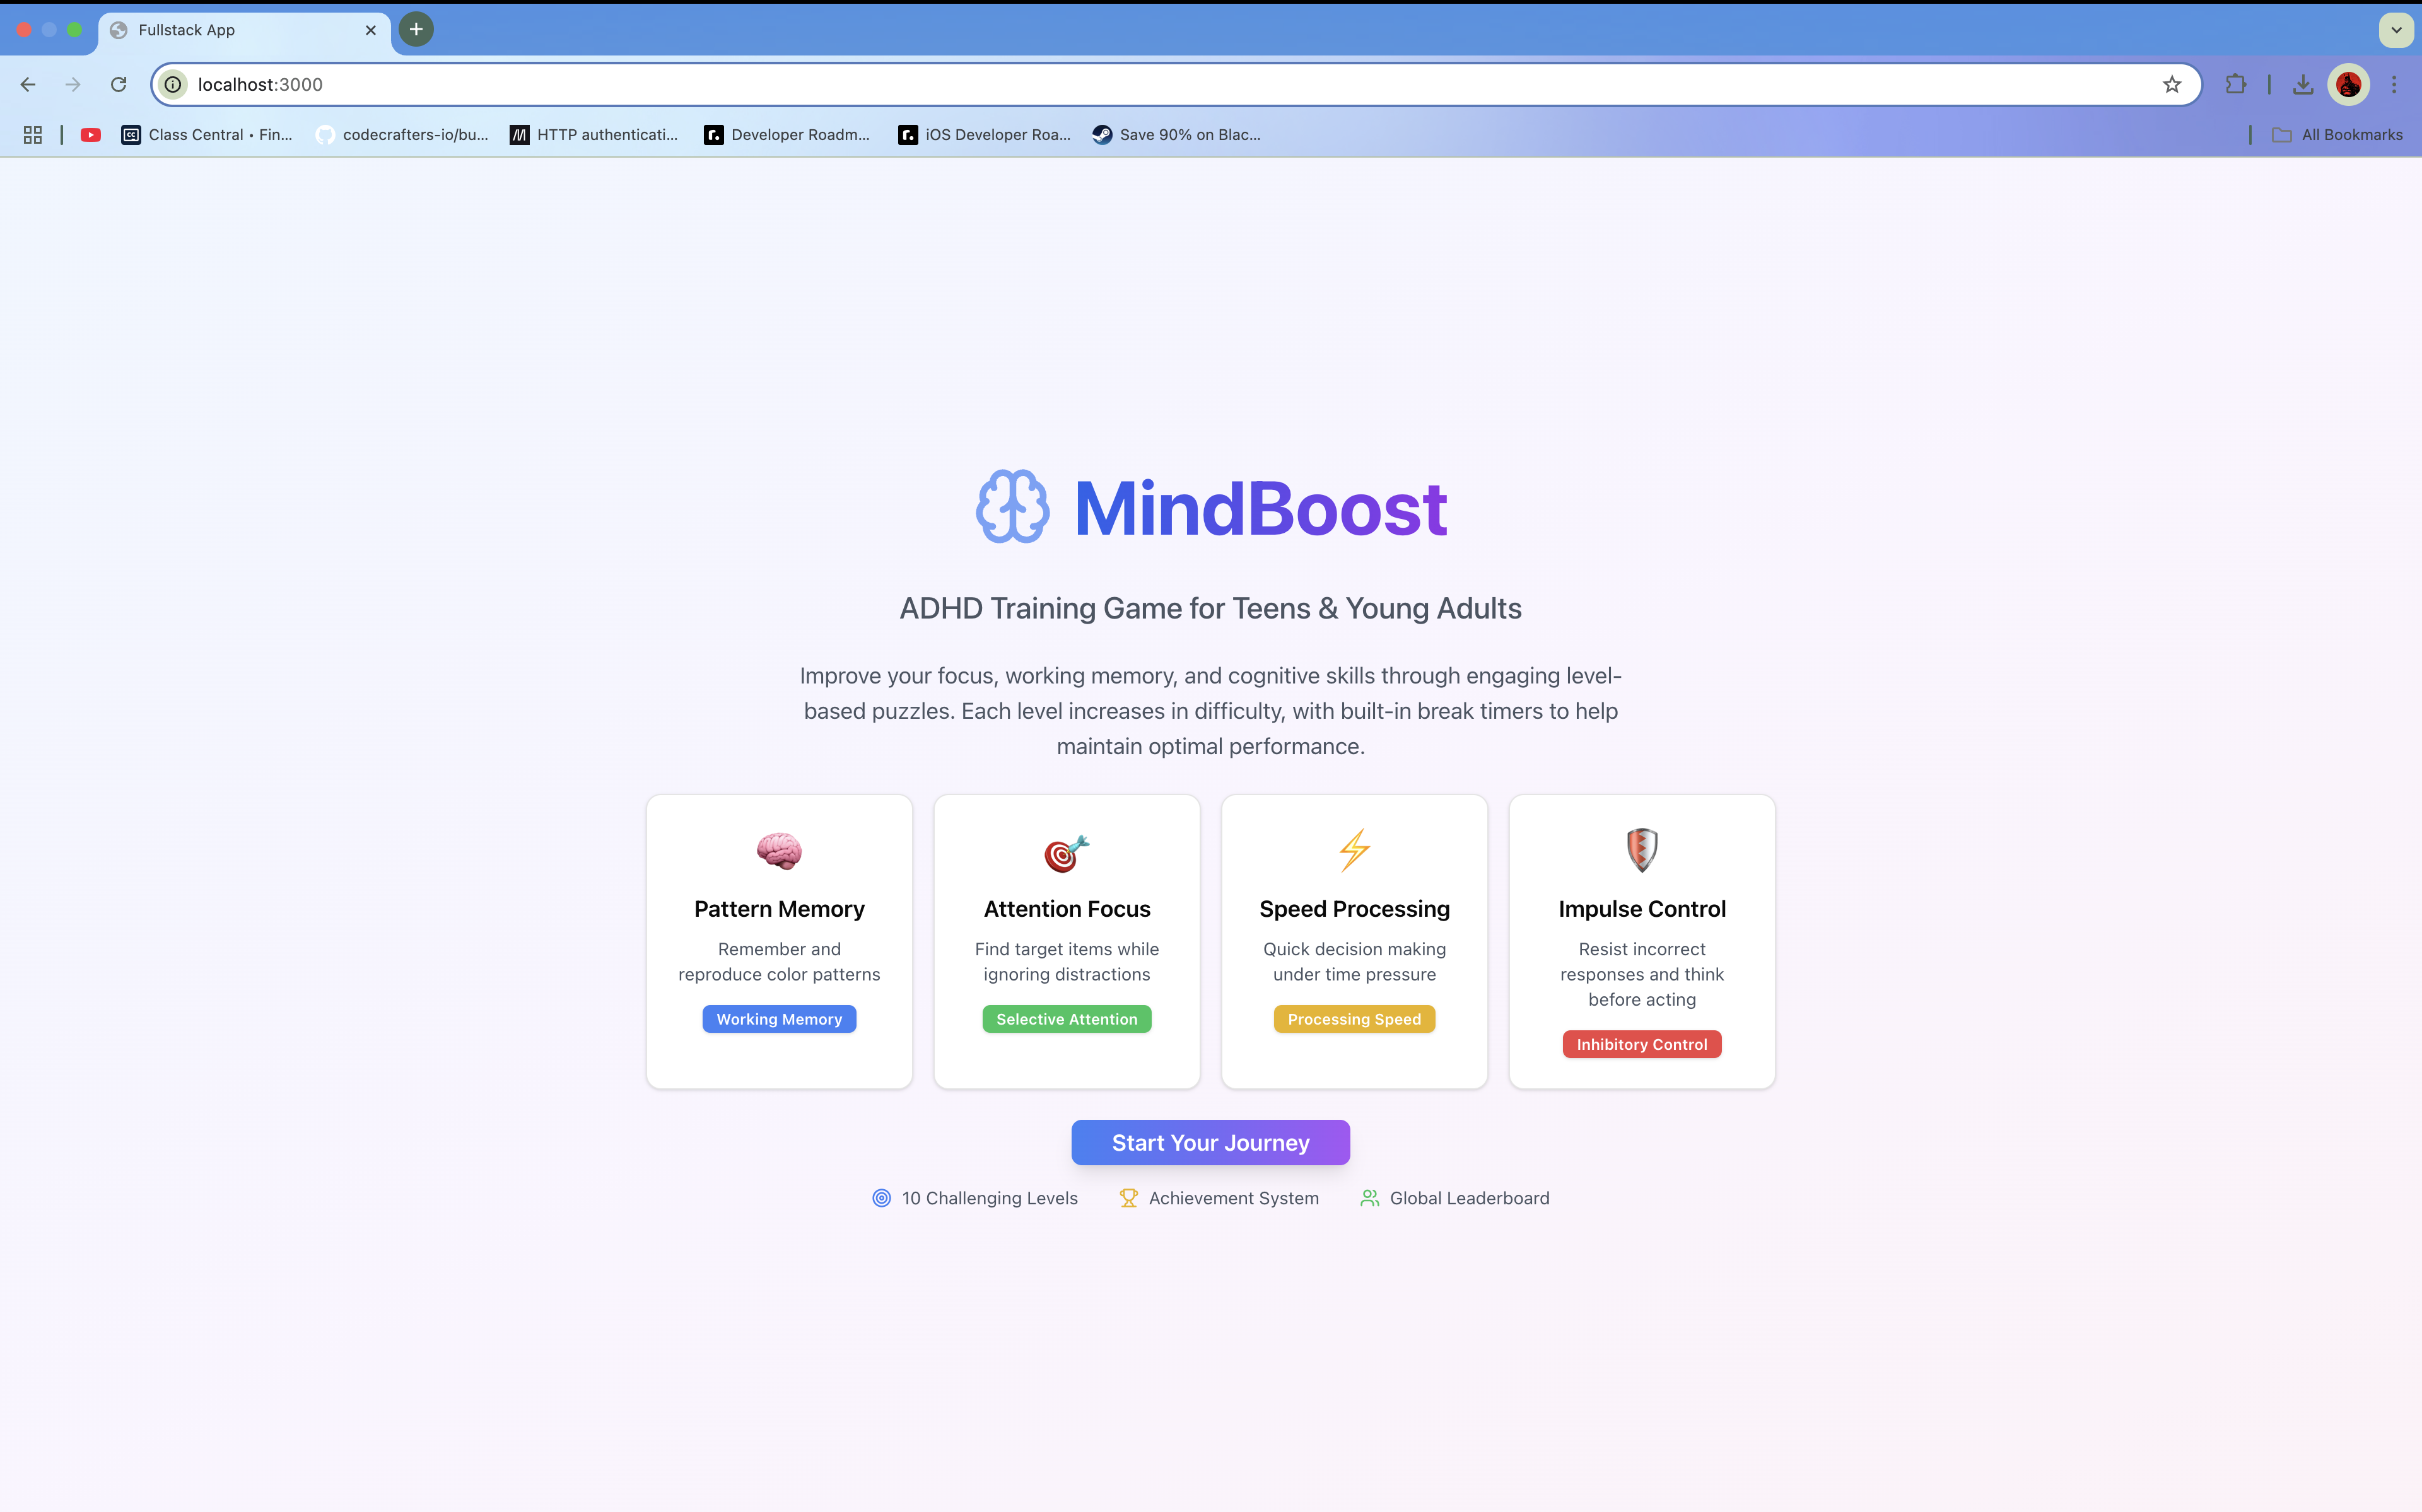 Fullstack App
localhost:3000
Class Central • Fin...
codecrafters-io/bu...
HTTP authenticati...
Developer Roadm...
iOS Developer Roa...
Save 90% on Blac...
All Bookmarks
MindBoost
ADHD Training Game for Teens & Young Adults
Improve your focus, working memory, and cognitive skills through engaging level-
based puzzles. Each level increases in difficulty, with built-in break timers to help
maintain optimal performance.
Pattern Memory
Remember and
reproduce color patterns
Working Memory
Attention Focus
Find target items while
ignoring distractions
Selective Attention
Speed Processing
Quick decision making
under time pressure
Processing Speed
Impulse Control
Resist incorrect
responses and think
before acting
Inhibitory Control
Start Your Journey
10 Challenging Levels
Achievement System
Global Leaderboard